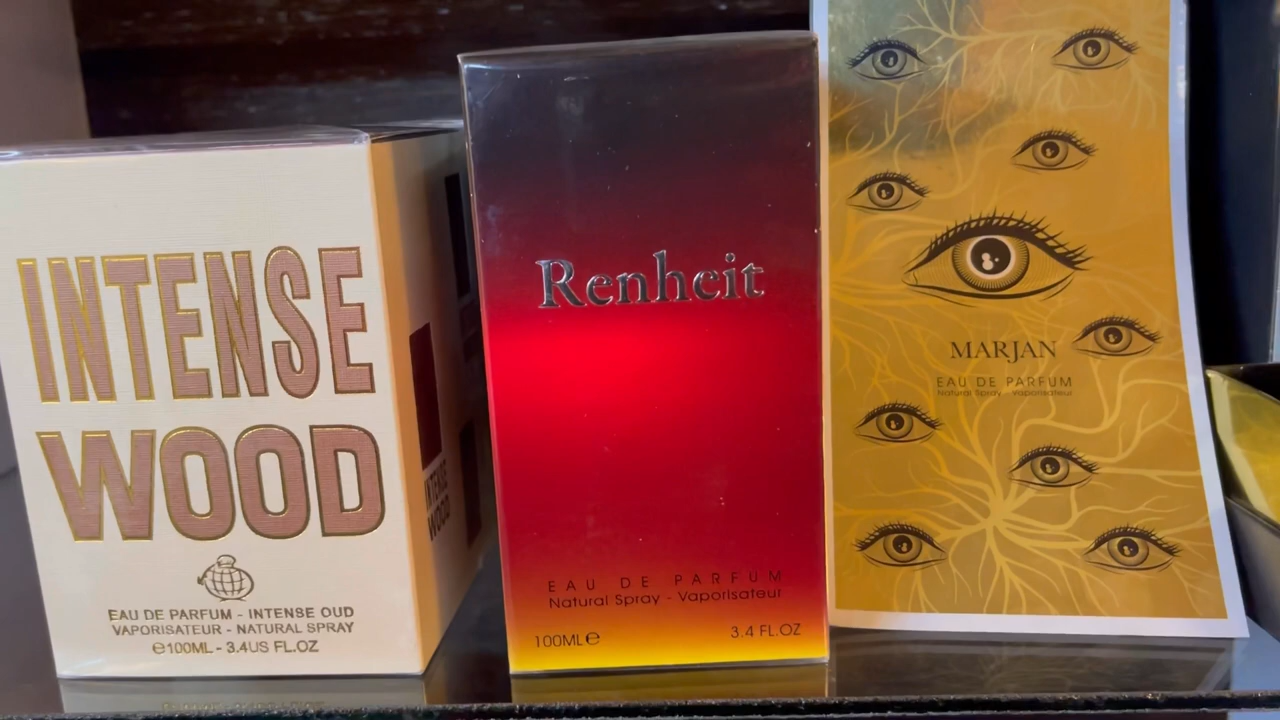 INTENSE
WOOD
EAU DE PARFUM - INTENSE OUD
VAPORISATEUR - NATURAL SPRAY
℮100ML - 3.4US FL.OZ
INTENSE
WOOD
Renheit
EAU DE PARFUM
Natural Spray - Vaporisateur
100ML℮
3.4 FL.OZ
MARJAN
EAU DE PARFUM
Natural Spray - Vaporisateur